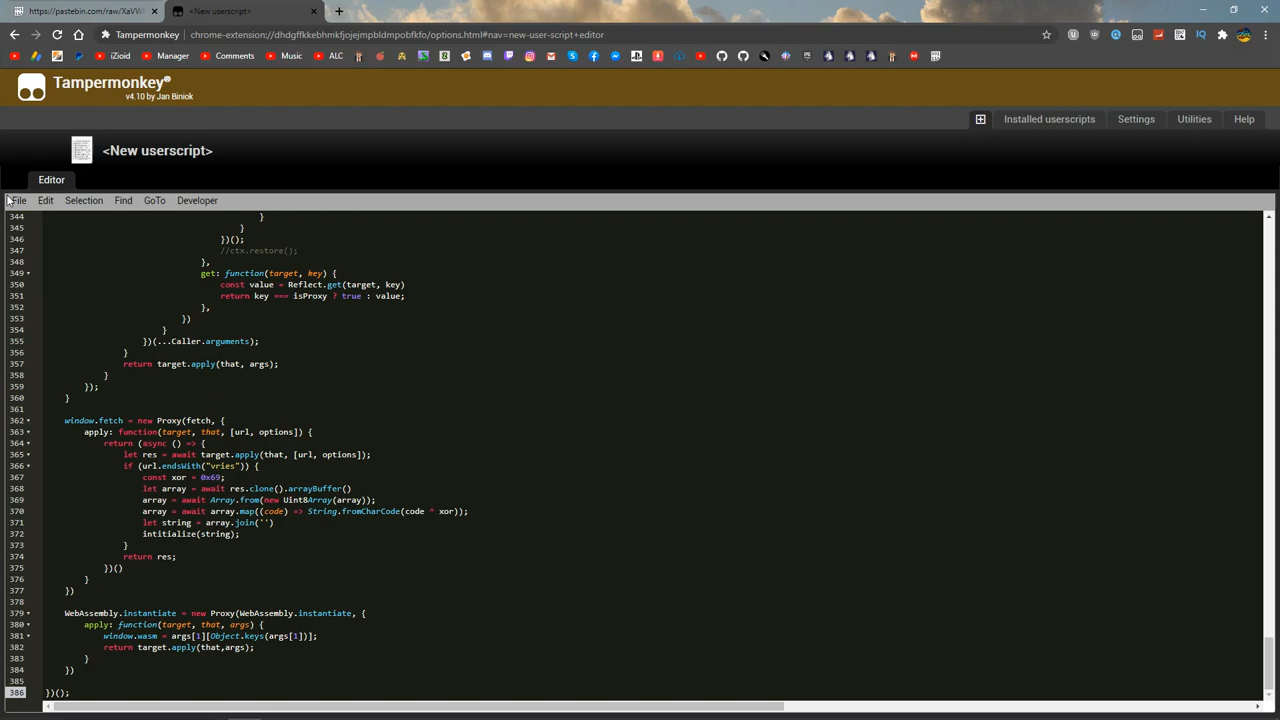 https://pastebin.com/raw/XaVW
<New userscript>
Tampermonkey
chrome-extension://dhdgffkkebhmkfjojejmpbldmpobfkfo/options.html#nav=new-user-script+editor
iZioid
Manager
Comments
Music
ALC
Tampermonkey®
v4.10 by Jan Biniok
Installed userscripts
Settings
Utilities
Help
<New userscript>
Editor
File Edit Selection Find GoTo Developer
344 }
345 }
346 })();
347 //ctx.restore();
348 },
349 get: function(target, key) {
350 const value = Reflect.get(target, key)
351 return key === isProxy ? true : value;
352 },
353 })
354 }
355 })(...Caller.arguments);
356 }
357 return target.apply(that, args);
358 }
359 });
360 }
361
362 window.fetch = new Proxy(fetch, {
363 apply: function(target, that, [url, options]) {
364 return (async () => {
365 let res = await target.apply(that, [url, options]);
366 if (url.endsWith("vries")) {
367 const xor = 0x69;
368 let array = await res.clone().arrayBuffer()
369 array = await Array.from(new Uint8Array(array));
370 array = await array.map((code) => String.fromCharCode(code ^ xor));
371 let string = array.join('')
372 intitialize(string);
373 }
374 return res;
375 })()
376 }
377 })
378
379 WebAssembly.instantiate = new Proxy(WebAssembly.instantiate, {
380 apply: function(target, that, args) {
381 window.wasm = args[1][Object.keys(args[1])];
382 return target.apply(that,args);
383 }
384 })
385
386 })();